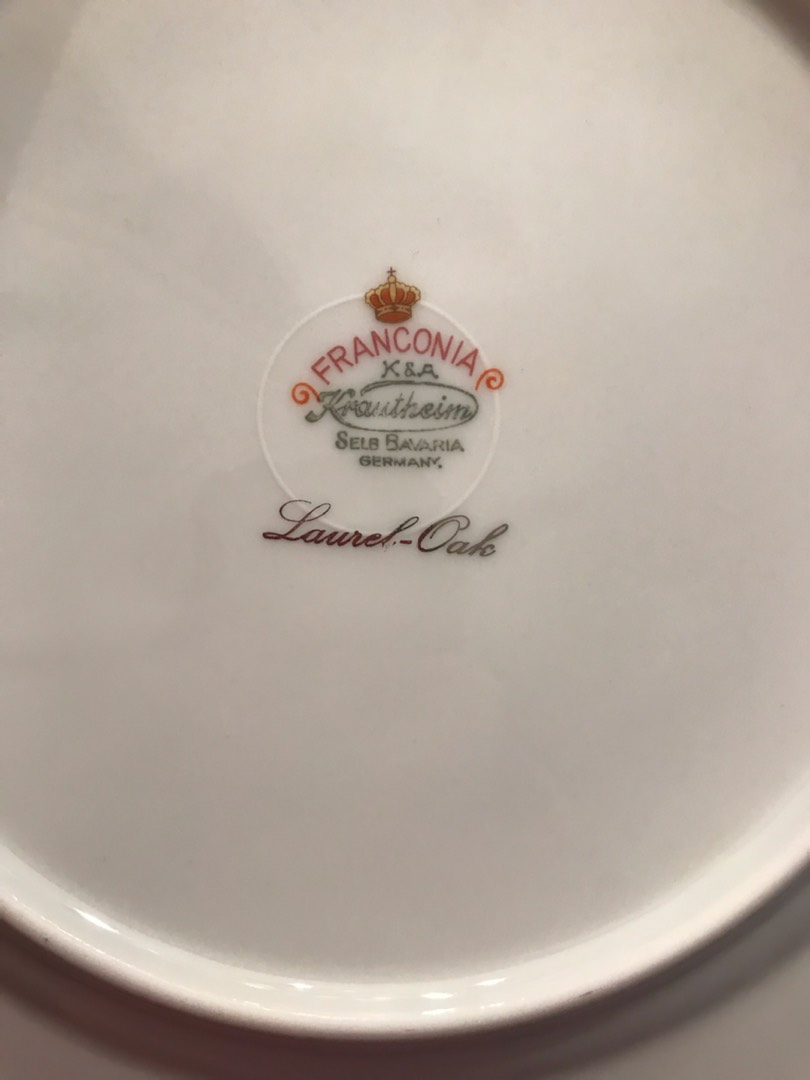 FRANCONIA
K & A
Krautheim
SELB BAVARIA
GERMANY.
Laurel-Oak